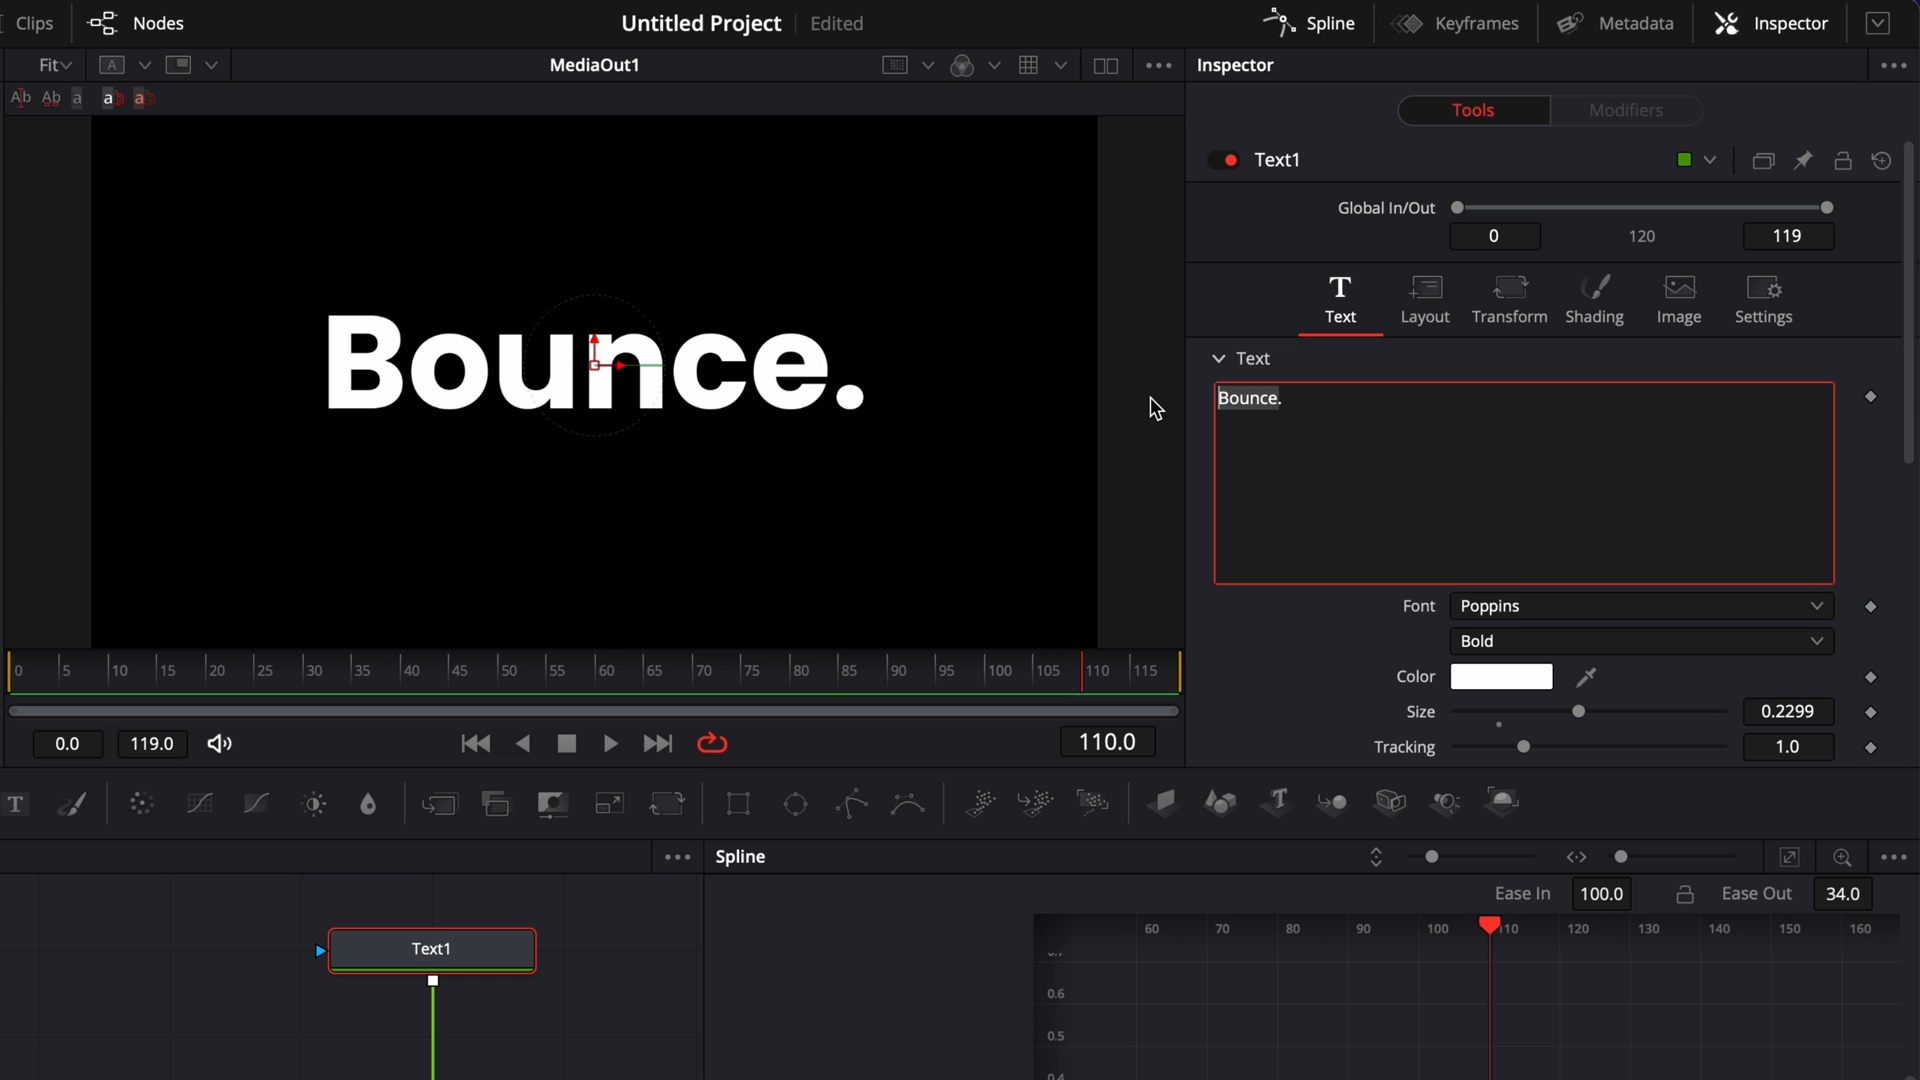 Clips Nodes Untitled Project Edited Spline Keyframes Metadata Inspector
Fit A MediaOut1 Inspector
Ab Ab a ab ab
Tools Modifiers
Text1
Global In/Out
0 120 119
Text Layout Transform Shading Image Settings
Text
Bounce.
Bounce.
Font Poppins
Bold
Color
Size 0.2299
Tracking 1.0
0 5 10 15 20 25 30 35 40 45 50 55 60 65 70 75 80 85 90 95 100 105 110 115
0.0 119.0 110.0
T T
Spline
Ease In 100.0 Ease Out 34.0
60 70 80 90 100 110 120 130 140 150 160
Text1
0.6
0.5